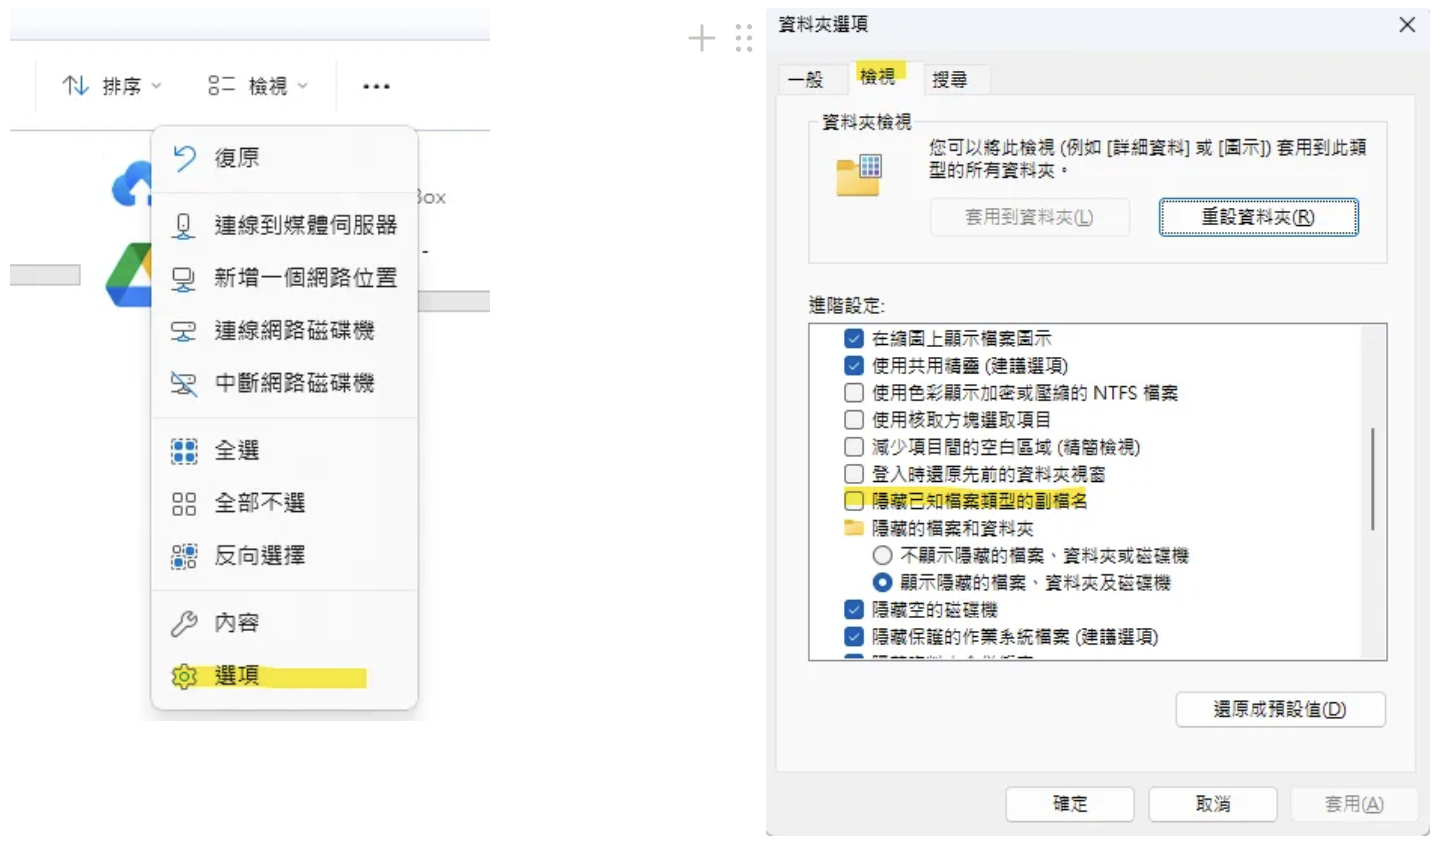 排序
檢視
復原
Box
連線到媒體伺服器
新增一個網路位置
連線網路磁碟機
中斷網路磁碟機
全選
全部不選
反向選擇
內容
選項
資料夾選項
一般
檢視
搜尋
資料夾檢視
您可以將此檢視 (例如 [詳細資料] 或 [圖示]) 套用到此類
型的所有資料夾。
套用到資料夾(L)
重設資料夾(R)
進階設定:
在縮圖上顯示檔案圖示
使用共用精靈 (建議選項)
使用色彩顯示加密或壓縮的 NTFS 檔案
使用核取方塊選取項目
減少項目間的空白區域 (精簡檢視)
登入時還原先前的資料夾視窗
隱藏已知檔案類型的副檔名
隱藏的檔案和資料夾
不顯示隱藏的檔案、資料夾或磁碟機
顯示隱藏的檔案、資料夾及磁碟機
隱藏空的磁碟機
隱藏保護的作業系統檔案 (建議選項)
還原成預設值(D)
確定
取消
套用(A)